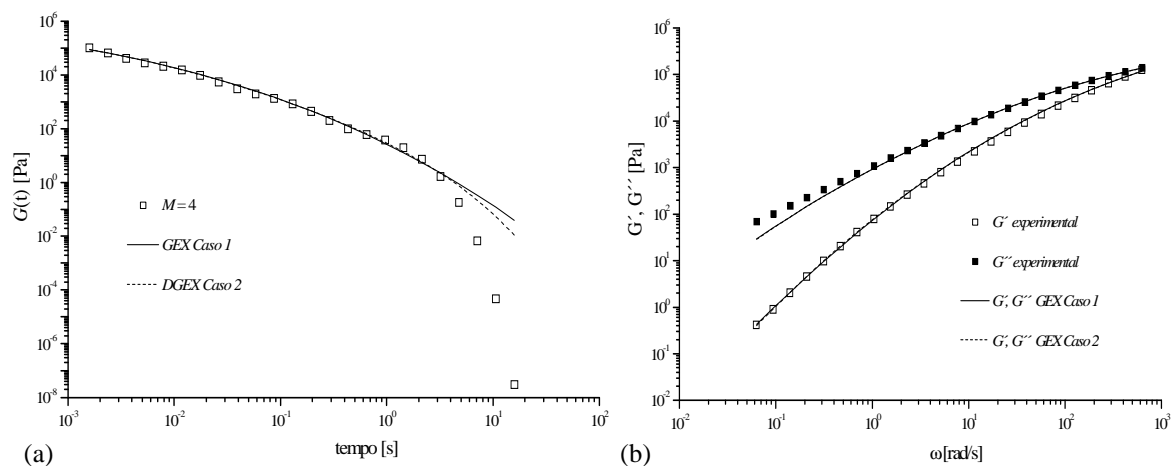 10^6
10^4
10^2
10^0
10^-2
10^-4
10^-6
10^-8
G(t) [Pa]
M = 4
GEX Caso 1
DGEX Caso 2
10^-3
10^-2
10^-1
10^0
10^1
10^2
tempo [s]
(a)
10^6
10^5
10^4
10^3
10^2
10^1
10^0
10^-1
10^-2
G´, G´´ [Pa]
G´ experimental
G´´ experimental
G´, G´´ GEX Caso 1
G´, G´´ GEX Caso 2
10^-2
10^-1
10^0
10^1
10^2
10^3
ω [rad/s]
(b)